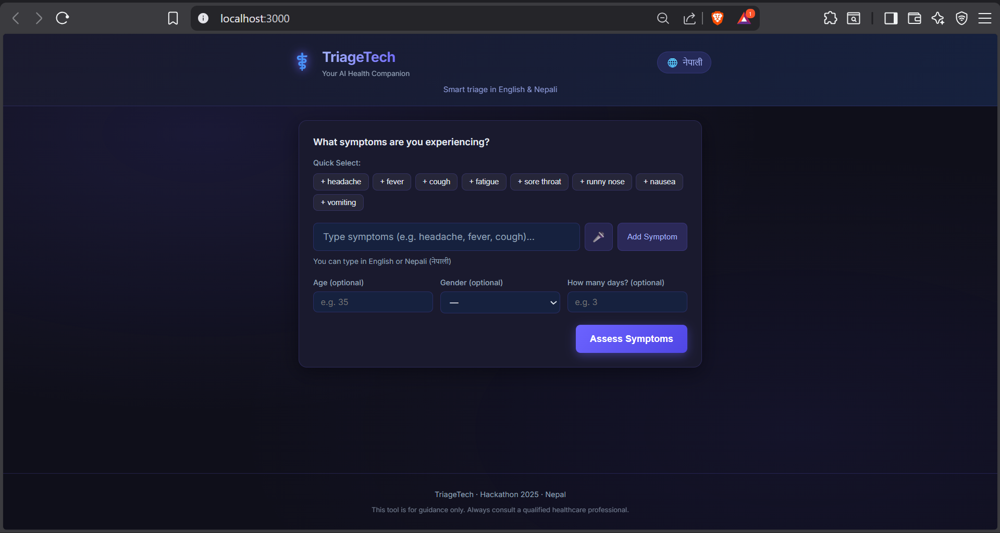 localhost:3000
1
TriageTech
Your AI Health Companion
🌐 नेपाली
Smart triage in English & Nepali
What symptoms are you experiencing?
Quick Select:
+ headache + fever + cough + fatigue + sore throat + runny nose + nausea
+ vomiting
Type symptoms (e.g. headache, fever, cough)... Add Symptom
You can type in English or Nepali (नेपाली)
Age (optional) Gender (optional) How many days? (optional)
e.g. 35 — e.g. 3
Assess Symptoms
TriageTech · Hackathon 2025 · Nepal
This tool is for guidance only. Always consult a qualified healthcare professional.